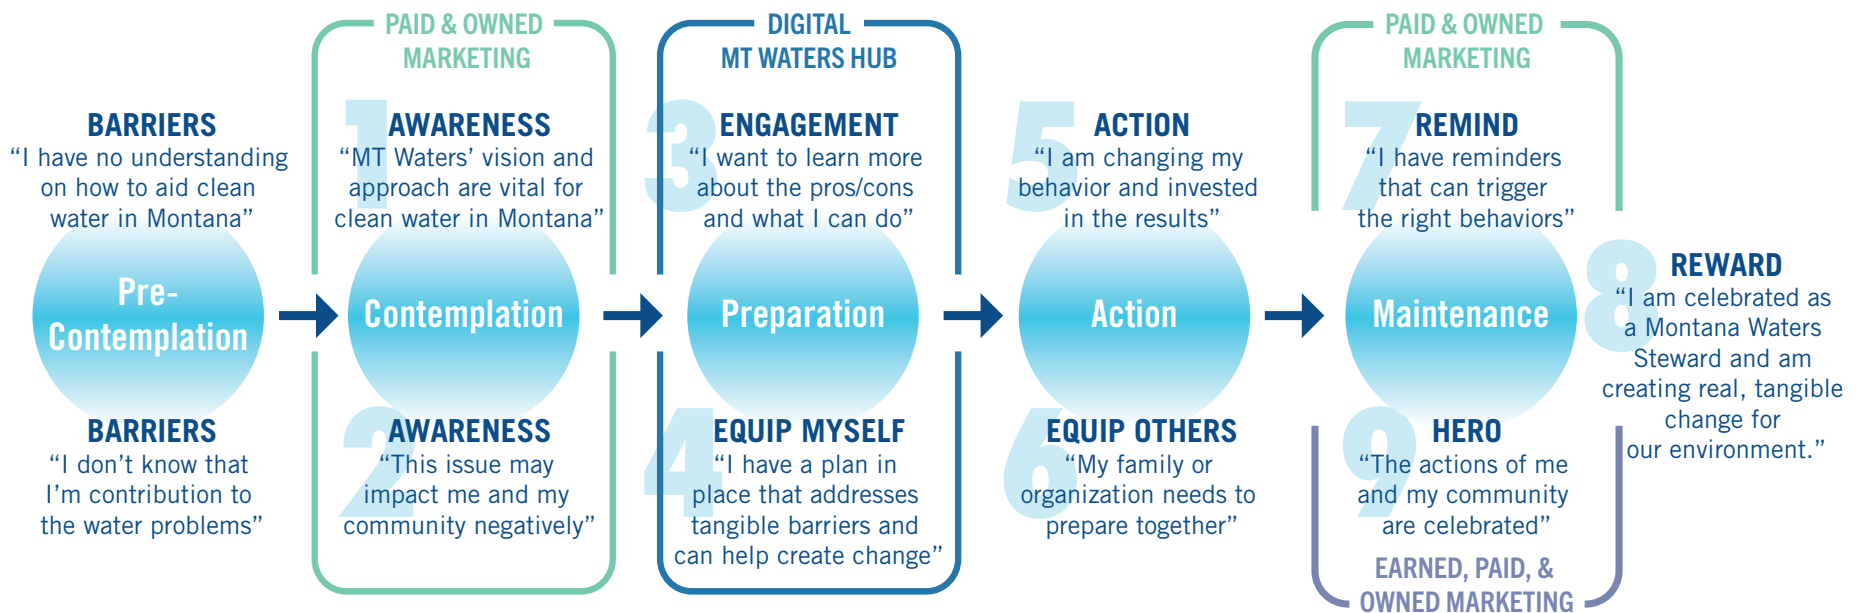 BARRIERS
“I have no understanding
on how to aid clean
water in Montana”
Pre-
Contemplation
BARRIERS
“I don’t know that
I’m contribution to
the water problems”
PAID & OWNED
MARKETING
1
AWARENESS
“MT Waters’ vision and
approach are vital for
clean water in Montana”
Contemplation
2
AWARENESS
“This issue may
impact me and my
community negatively”
DIGITAL
MT WATERS HUB
3
ENGAGEMENT
“I want to learn more
about the pros/cons
and what I can do”
Preparation
4
EQUIP MYSELF
“I have a plan in
place that addresses
tangible barriers and
can help create change”
5
ACTION
“I am changing my
behavior and invested
in the results”
Action
6
EQUIP OTHERS
“My family or
organization needs to
prepare together”
PAID & OWNED
MARKETING
7
REMIND
“I have reminders
that can trigger
the right behaviors”
Maintenance
8
REWARD
“I am celebrated as
a Montana Waters
Steward and am
creating real, tangible
change for
our environment.”
9
HERO
“The actions of me
and my community
are celebrated”
EARNED, PAID, &
OWNED MARKETING